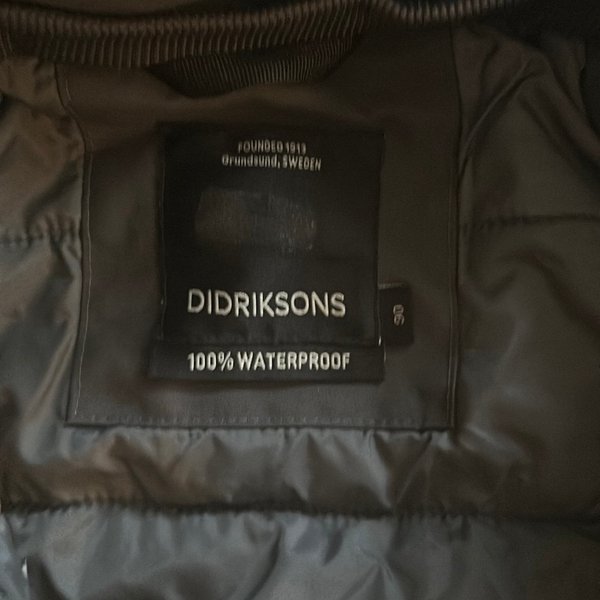 FOUNDED 1913
Grundsund, SWEDEN
DIDRIKSONS
90
100% WATERPROOF